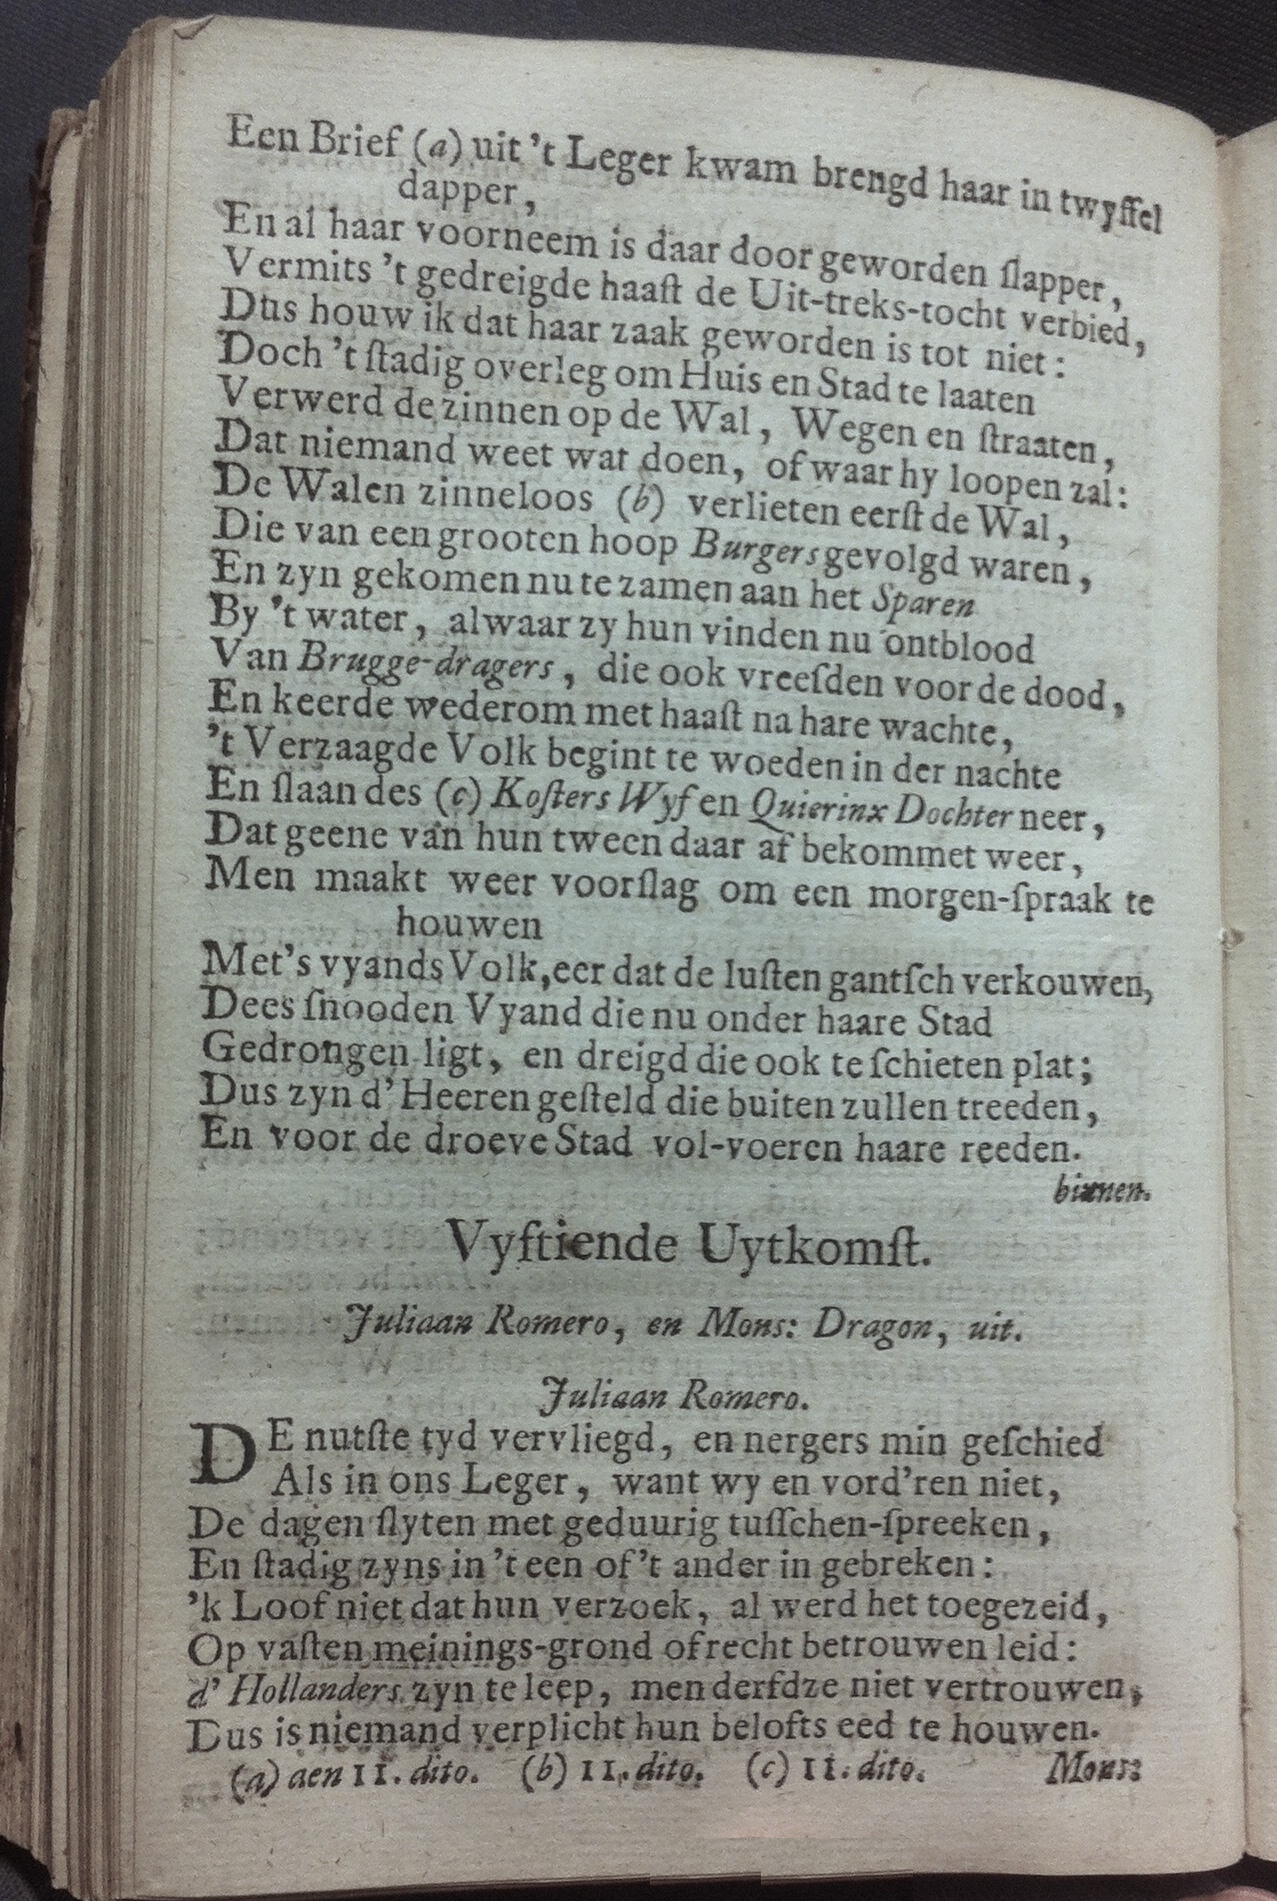 Een Brief (a) uit 't Leger kwam brengd haar in twyffel
dapper,
En al haar voorneem is daar door geworden ſlapper,
Vermits 't gedreigde haaſt de Uit-treks-tocht verbied,
Dus houw ik dat haar zaak geworden is tot niet:
Doch 't ſtadig overleg om Huis en Stad te laaten
Verwerd de zinnen op de Wal, Wegen en ſtraaten,
Dat niemand weet wat doen, of waar hy loopen zal:
De Walen zinneloos (b) verlieten eerſt de Wal,
Die van een grooten hoop Burgers gevolgd waren,
En zyn gekomen nu te zamen aan het Sparen
By 't water, alwaar zy hun vinden nu ontblood
Van Brugge-dragers, die ook vreeſden voor de dood,
En keerde wederom met haaſt na hare wachte,
't Verzaagde Volk begint te woeden in der nachte
En ſlaan des (c) Koſters Wyf en Quierinx Dochter neer,
Dat geene van hun tween daar af bekommet weer,
Men maakt weer voorſlag om een morgen-ſpraak te
houwen
Met's vyands Volk, eer dat de luſten gantſch verkouwen,
Dees ſnooden Vyand die nu onder haare Stad
Gedrongen ligt, en dreigd die ook te ſchieten plat;
Dus zyn d' Heeren geſteld die buiten zullen treeden,
En voor de droeve Stad vol-voeren haare reeden.
binnen.
Vyftiende Uytkomſt.
Juliaan Romero, en Mons: Dragon, uit.
Juliaan Romero.
DE nutſte tyd vervliegd, en nergers min geſchied
Als in ons Leger, want wy en vord'ren niet,
De dagen ſlyten met geduurig tuſſchen-ſpreeken,
En ſtadig zyns in 't een of 't ander in gebreken:
'k Loof niet dat hun verzoek, al werd het toegezeid,
Op vaſten meinings-grond of recht betrouwen leid:
d' Hollanders zyn te leep, men derfdze niet vertrouwen,
Dus is niemand verplicht hun belofts eed te houwen.
(a) aen 11. dito. (b) 11. dito. (c) 11. dito. Mons: